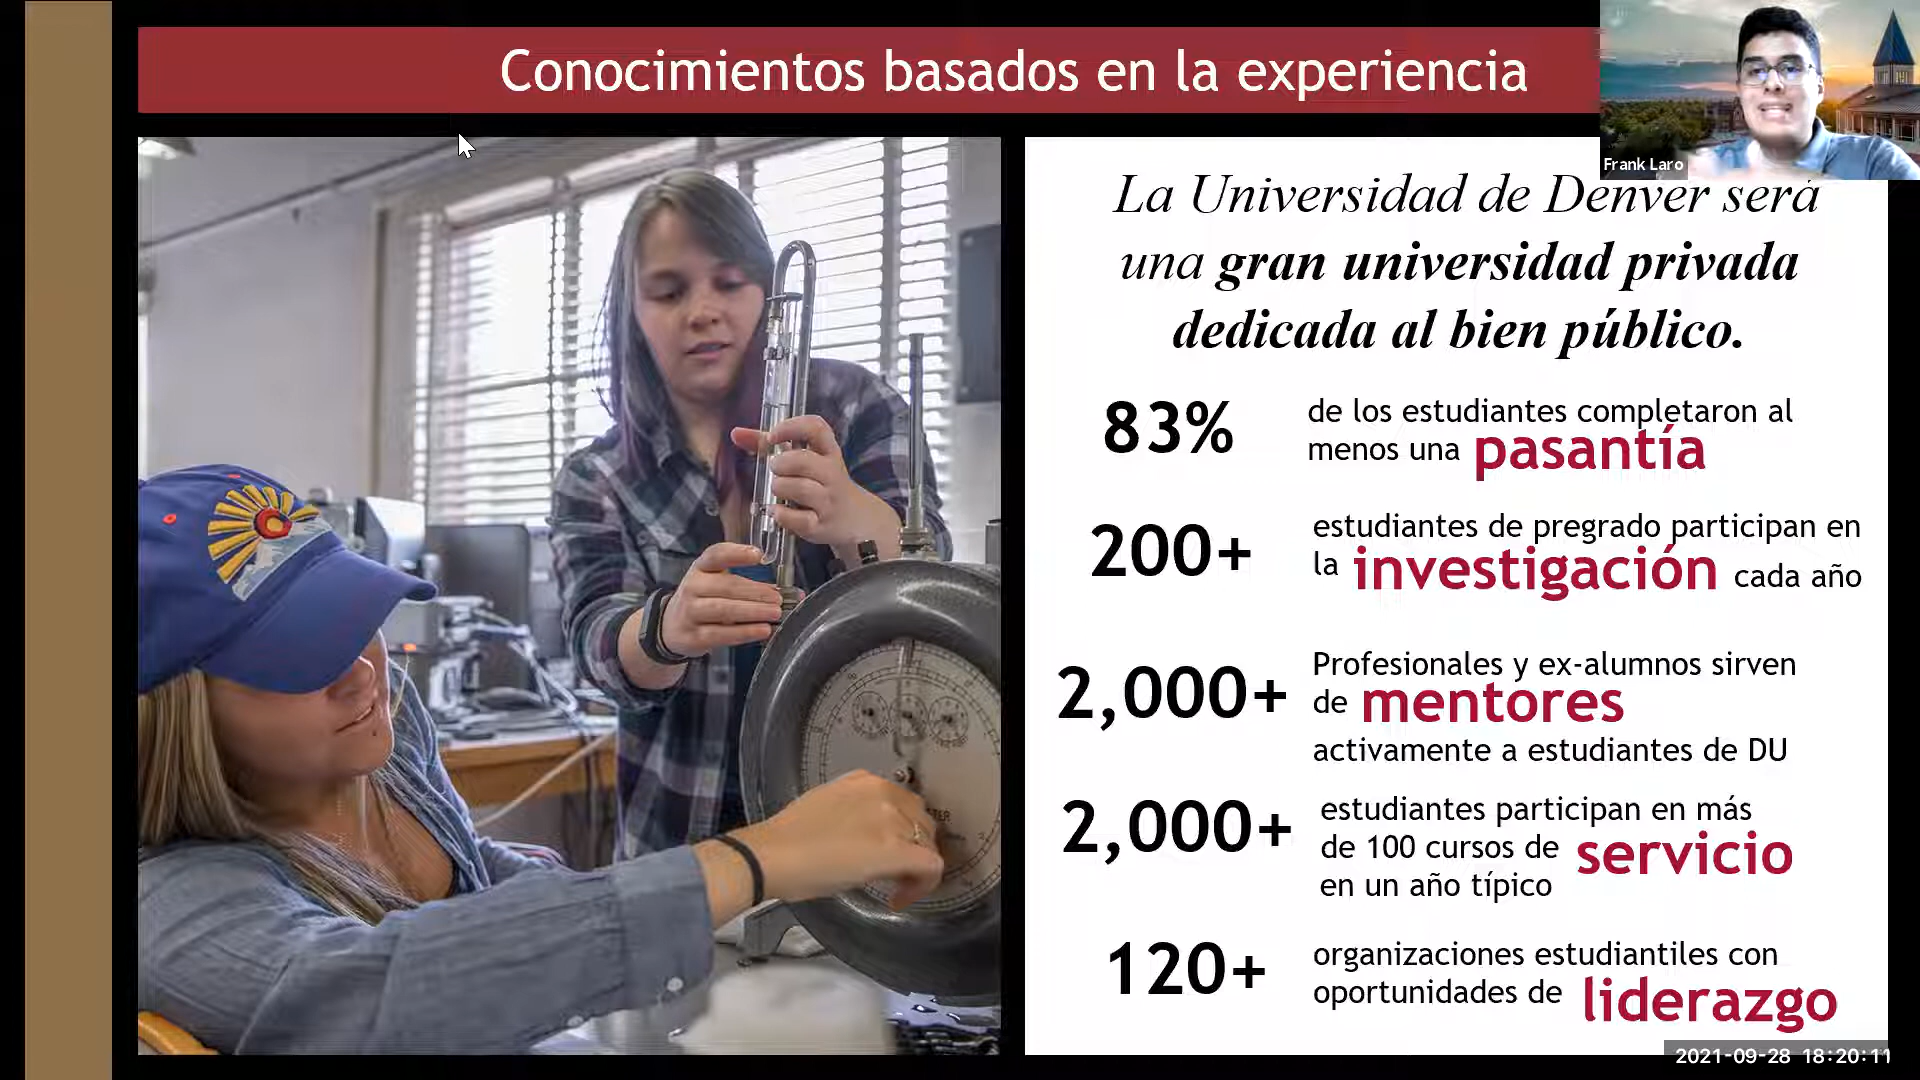 Conocimientos basados en la experiencia
Frank Laro
La Universidad de Denver será
una gran universidad privada
dedicada al bien público.
83%
de los estudiantes completaron al
menos una pasantía
200+
estudiantes de pregrado participan en
la investigación cada año
2,000+
Profesionales y ex-alumnos sirven
de mentores
activamente a estudiantes de DU
2,000+
estudiantes participan en más
de 100 cursos de servicio
en un año típico
120+
organizaciones estudiantiles con
oportunidades de liderazgo
2021-09-28 18:20:11